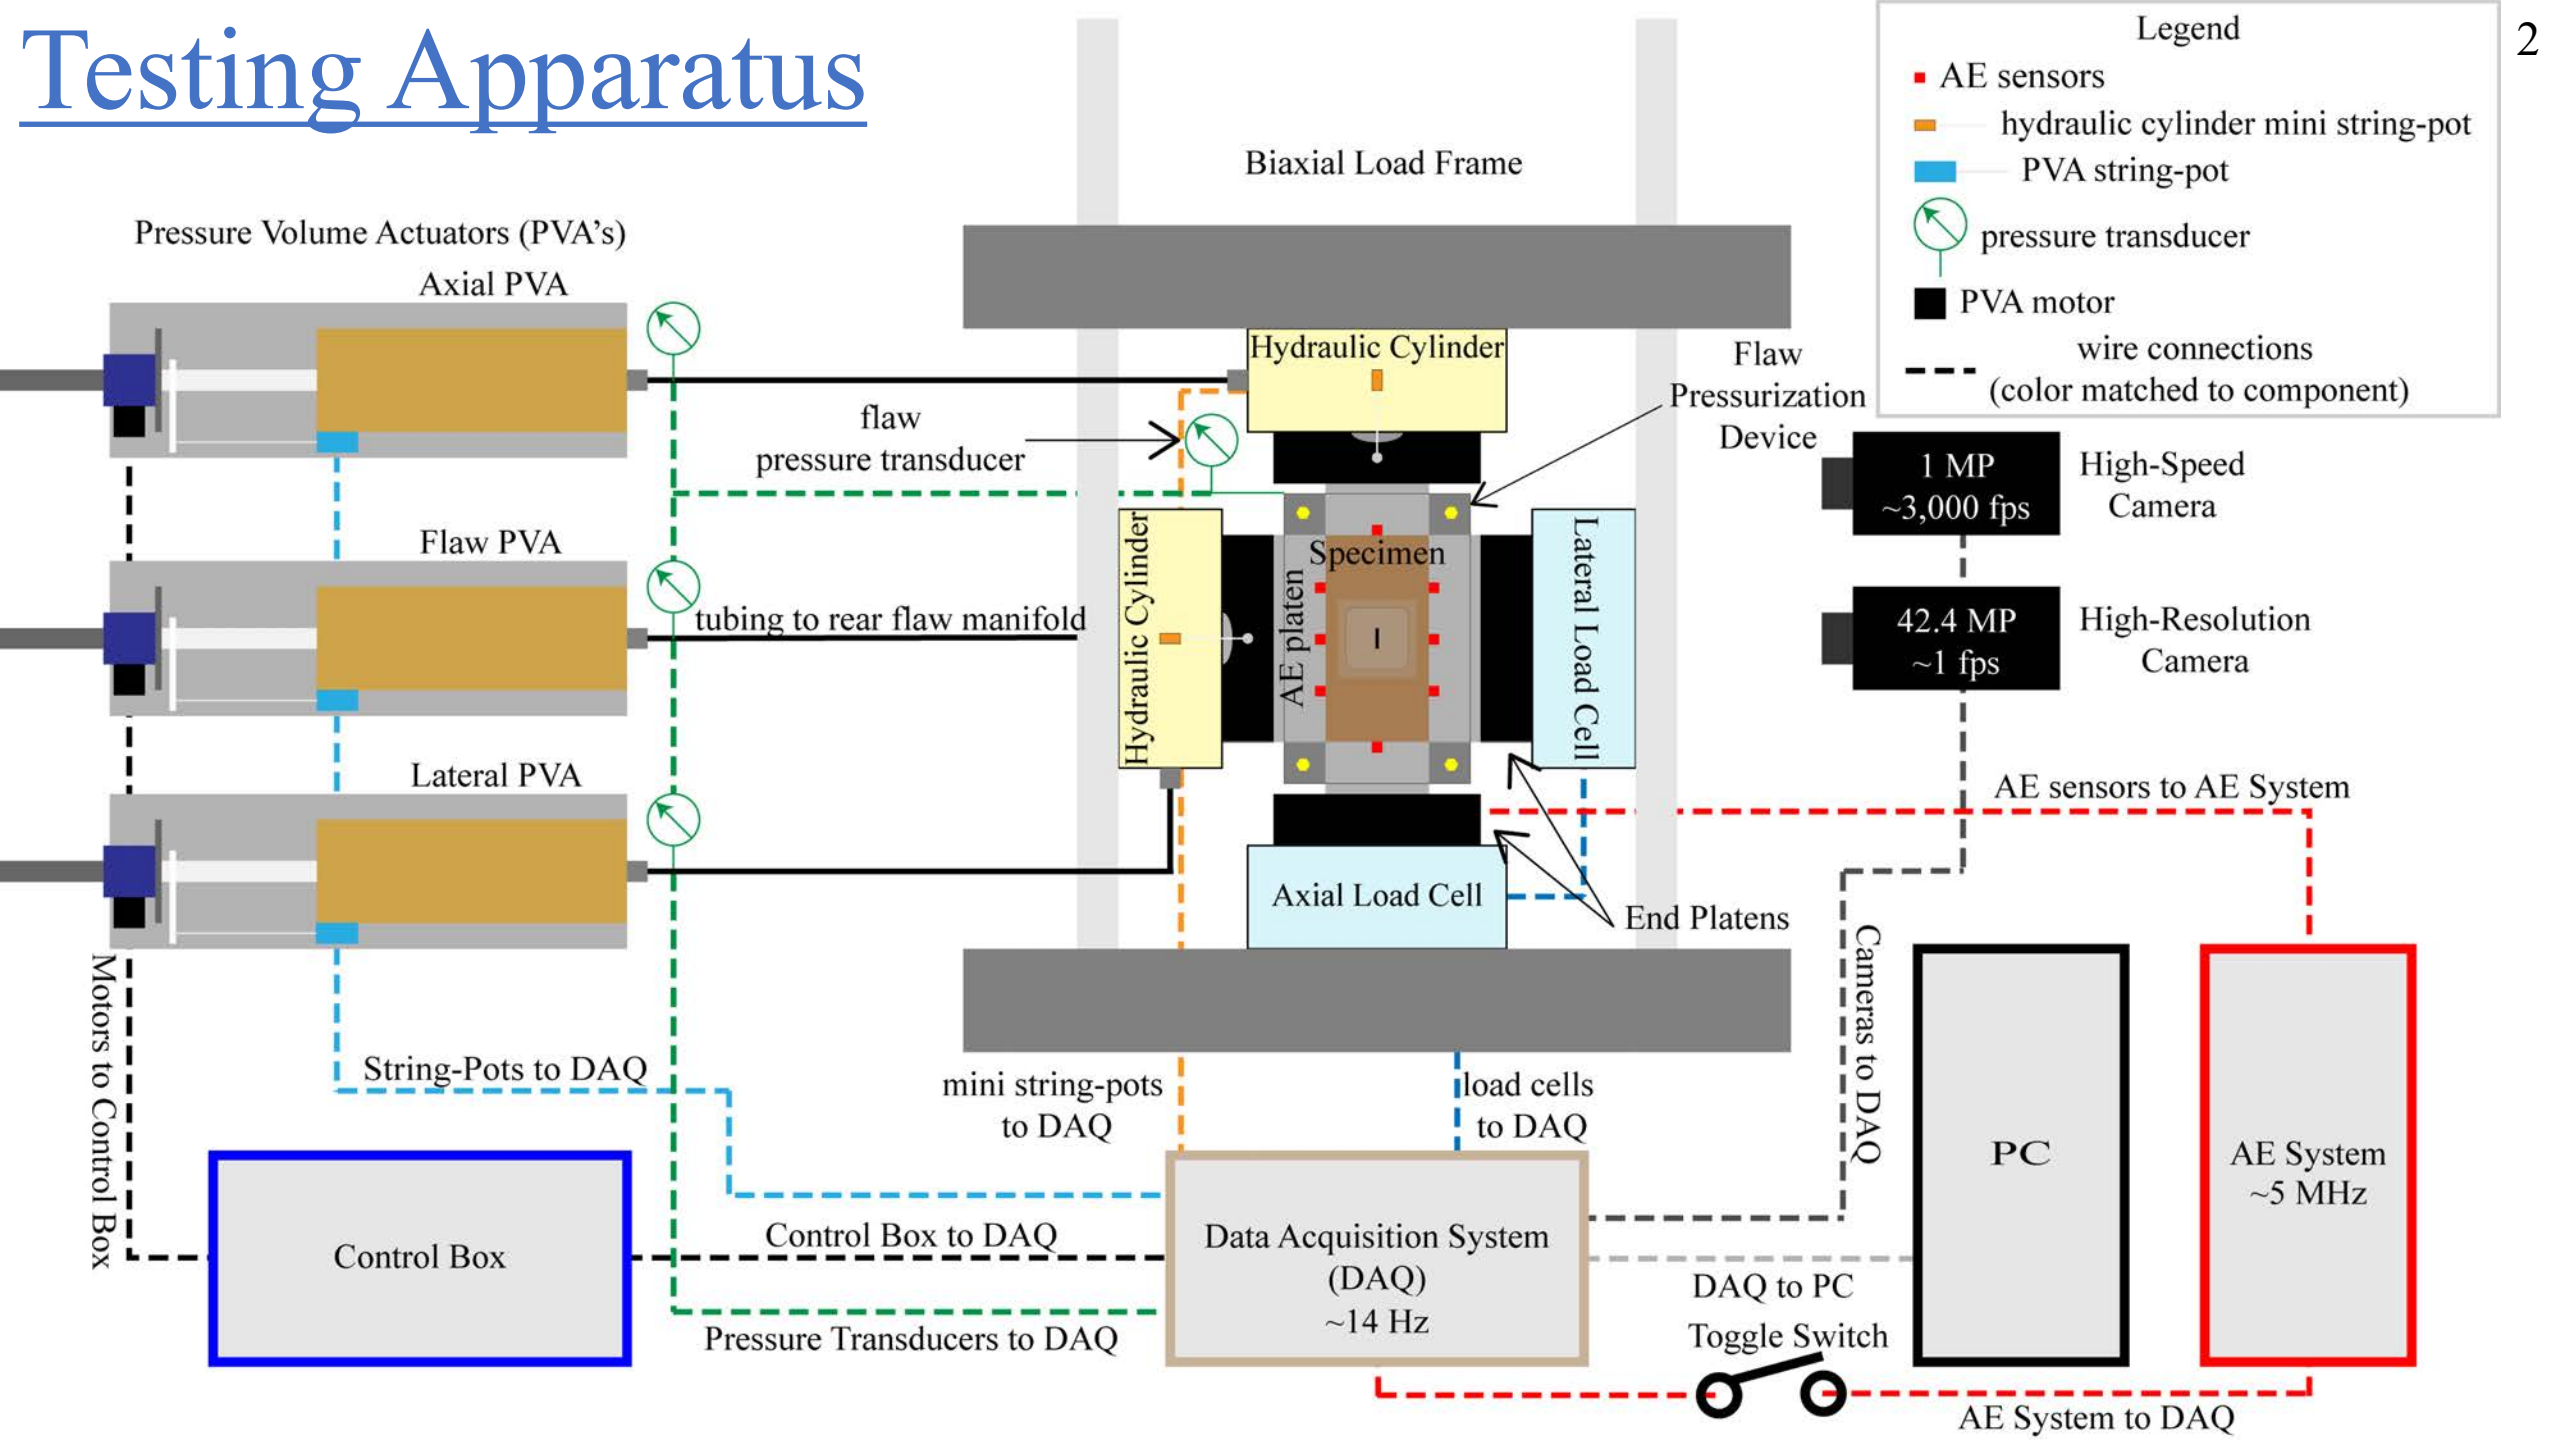 Testing Apparatus
2
Legend
AE sensors
hydraulic cylinder mini string-pot
PVA string-pot
pressure transducer
PVA motor
wire connections
(color matched to component)
Biaxial Load Frame
Pressure Volume Actuators (PVA's)
Axial PVA
Flaw PVA
Lateral PVA
flaw
pressure transducer
tubing to rear flaw manifold
Hydraulic Cylinder
Hydraulic Cylinder
Flaw
Pressurization
Device
Specimen
AE platen
Lateral Load Cell
Axial Load Cell
End Platens
1 MP
~3,000 fps
High-Speed
Camera
42.4 MP
~1 fps
High-Resolution
Camera
AE sensors to AE System
Cameras to DAQ
Motors to Control Box
String-Pots to DAQ
mini string-pots
to DAQ
load cells
to DAQ
Control Box
Control Box to DAQ
Pressure Transducers to DAQ
Data Acquisition System
(DAQ)
~14 Hz
DAQ to PC
Toggle Switch
PC
AE System
~5 MHz
AE System to DAQ